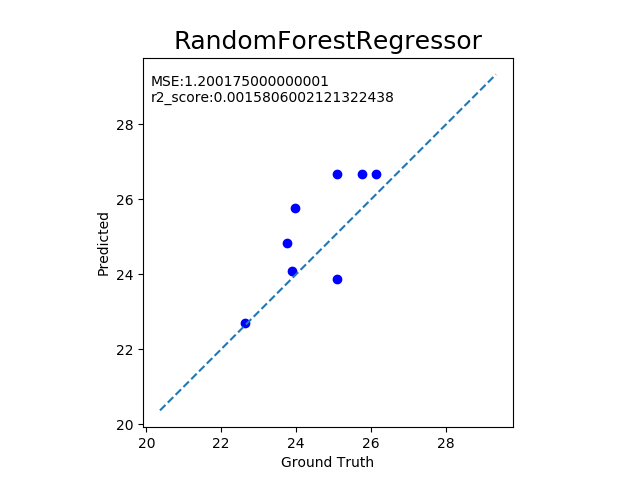 RandomForestRegressor
MSE:1.200175000000001
r2_score:0.0015806002121322438
28
26
24
22
20
Predicted
20 22 24 26 28
Ground Truth